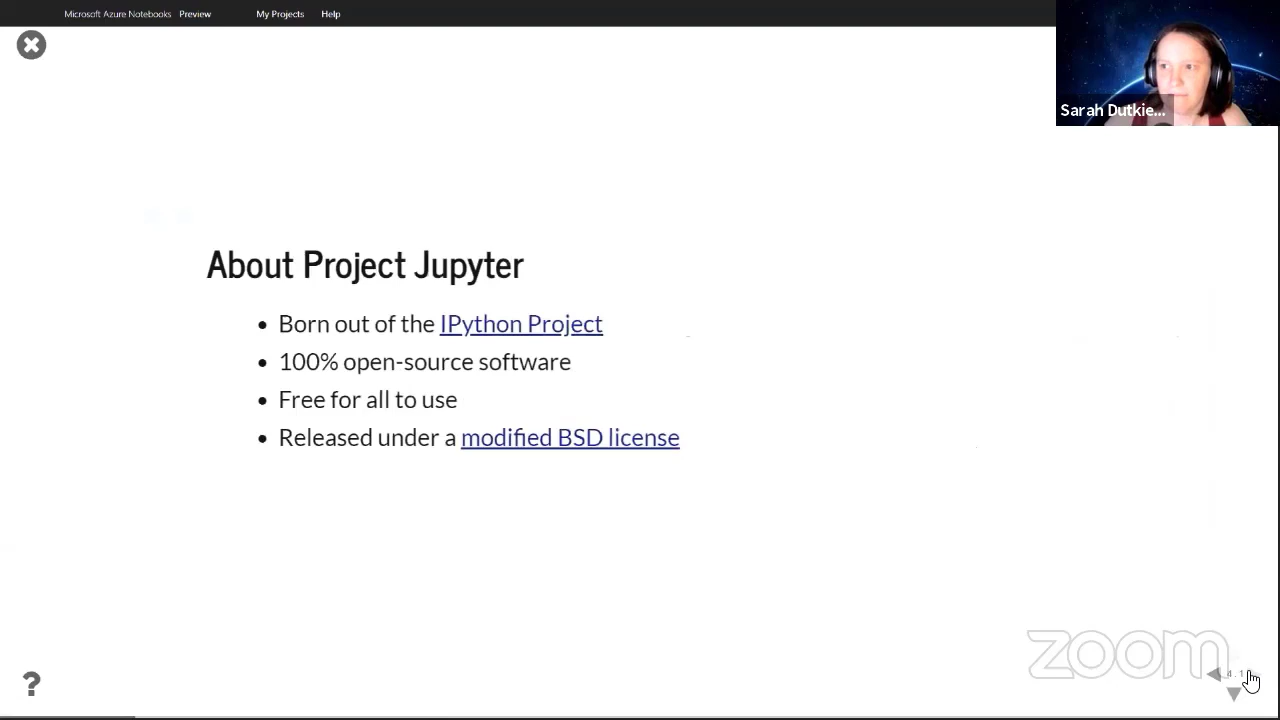 Microsoft Azure Notebooks Preview My Projects Help
Sarah Dutkie...
About Project Jupyter
• Born out of the IPython Project
• 100% open-source software
• Free for all to use
• Released under a modified BSD license
zoom
?